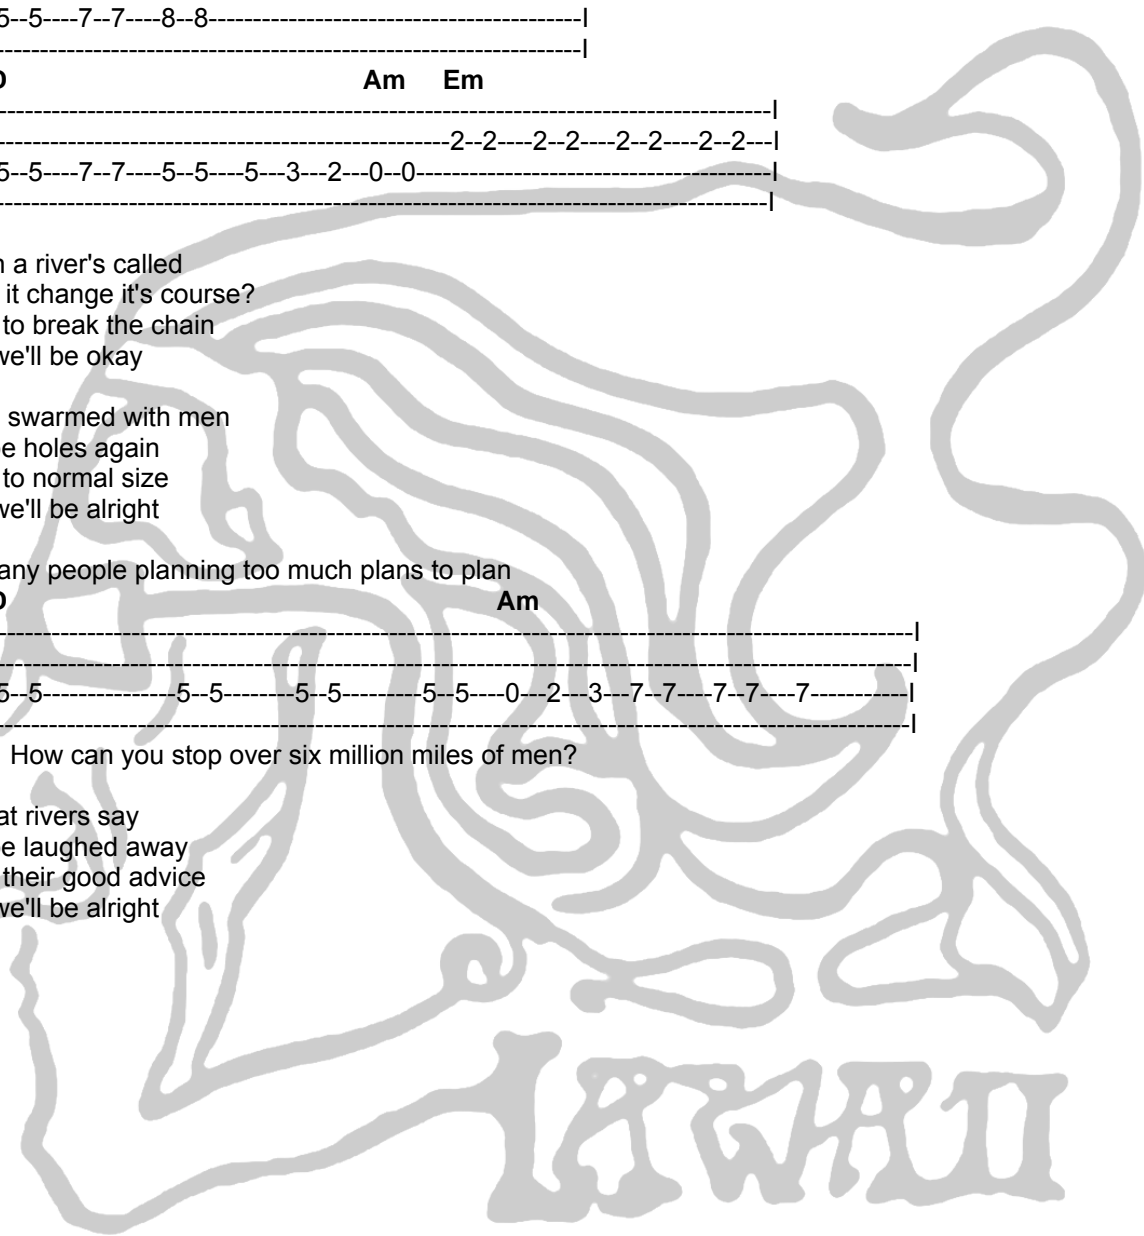 5--5----7--7----8--8-------------------------------------------------l
-----------------------------------------------------------------------------l
Am Em
------------------------------------------------------------------------------------------------------l
-----------------------------------------------------------2--2----2--2----2--2----2--2---l
5--5----7--7----5--5----5---3---2---0--0-----------------------------------------------l
------------------------------------------------------------------------------------------------------l
a river's called
it change it's course?
to break the chain
we'll be okay
swarmed with men
holes again
to normal size
we'll be alright
people planning too much plans to plan
Am
-------------------------------------------------------------------------------------------------------------------------l
-------------------------------------------------------------------------------------------------------------------------l
5--5------------------5--5----------5--5-----------5--5----0---2---3---7--7----7--7----7-------------l
-------------------------------------------------------------------------------------------------------------------------l
How can you stop over six million miles of men?
rivers say
laughed away
their good advice
we'll be alright